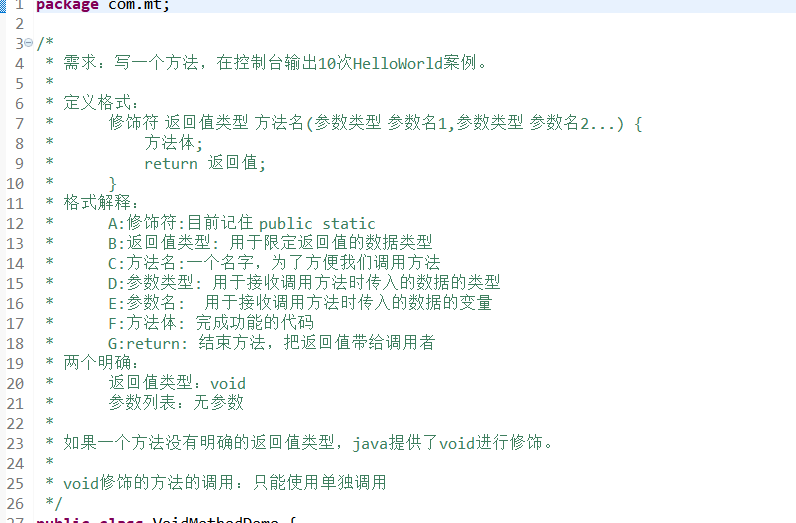 1 package com.mt;
2
3 /*
4 * 需求：写一个方法，在控制台输出10次HelloWorld案例。
5 *
6 * 定义格式：
7 * 修饰符 返回值类型 方法名(参数类型 参数名1,参数类型 参数名2...) {
8 * 方法体;
9 * return 返回值;
10 * }
11 * 格式解释：
12 * A:修饰符:目前记住 public static
13 * B:返回值类型: 用于限定返回值的数据类型
14 * C:方法名:一个名字，为了方便我们调用方法
15 * D:参数类型: 用于接收调用方法时传入的数据的类型
16 * E:参数名: 用于接收调用方法时传入的数据的变量
17 * F:方法体: 完成功能的代码
18 * G:return: 结束方法，把返回值带给调用者
19 * 两个明确：
20 * 返回值类型：void
21 * 参数列表：无参数
22 *
23 * 如果一个方法没有明确的返回值类型，java提供了void进行修饰。
24 *
25 * void修饰的方法的调用：只能使用单独调用
26 */
27 public class VoidMethodDemo {